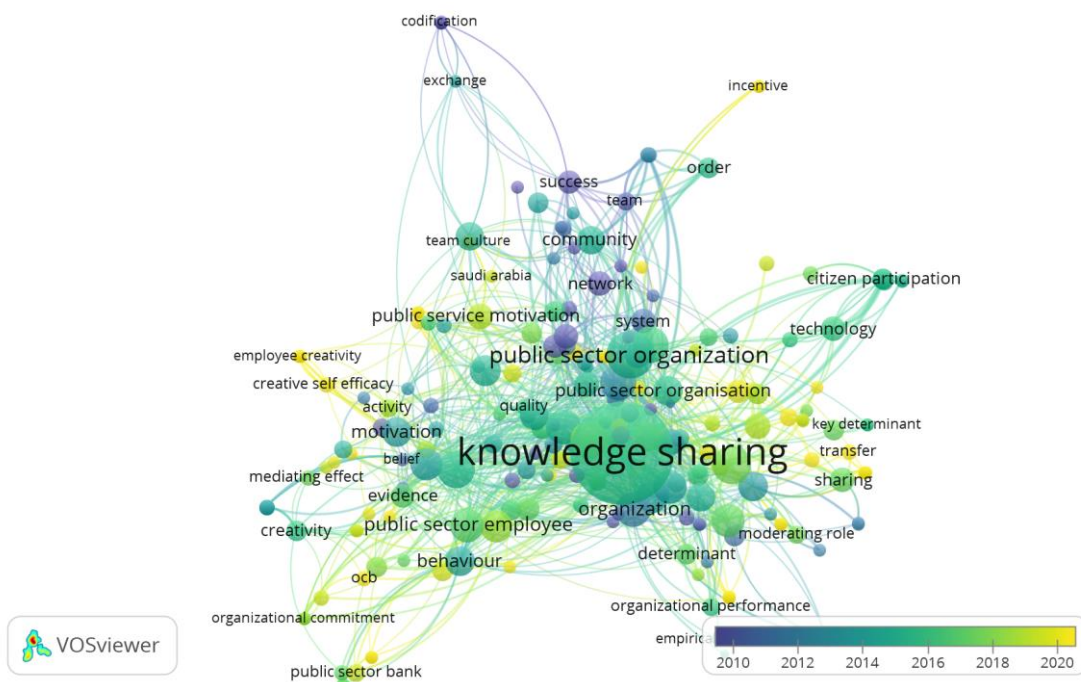 codification
exchange
incentive
success
order
team
team culture
community
saudi arabia
network
citizen participation
public service motivation
system
technology
employee creativity
public sector organization
creative self efficacy
public sector organisation
activity
quality
key determinant
motivation
knowledge sharing
belief
transfer
mediating effect
sharing
evidence
organization
public sector employee
creativity
moderating role
behaviour
determinant
ocb
organizational commitment
organizational performance
empirica
public sector bank
VOSviewer
2010 2012 2014 2016 2018 2020